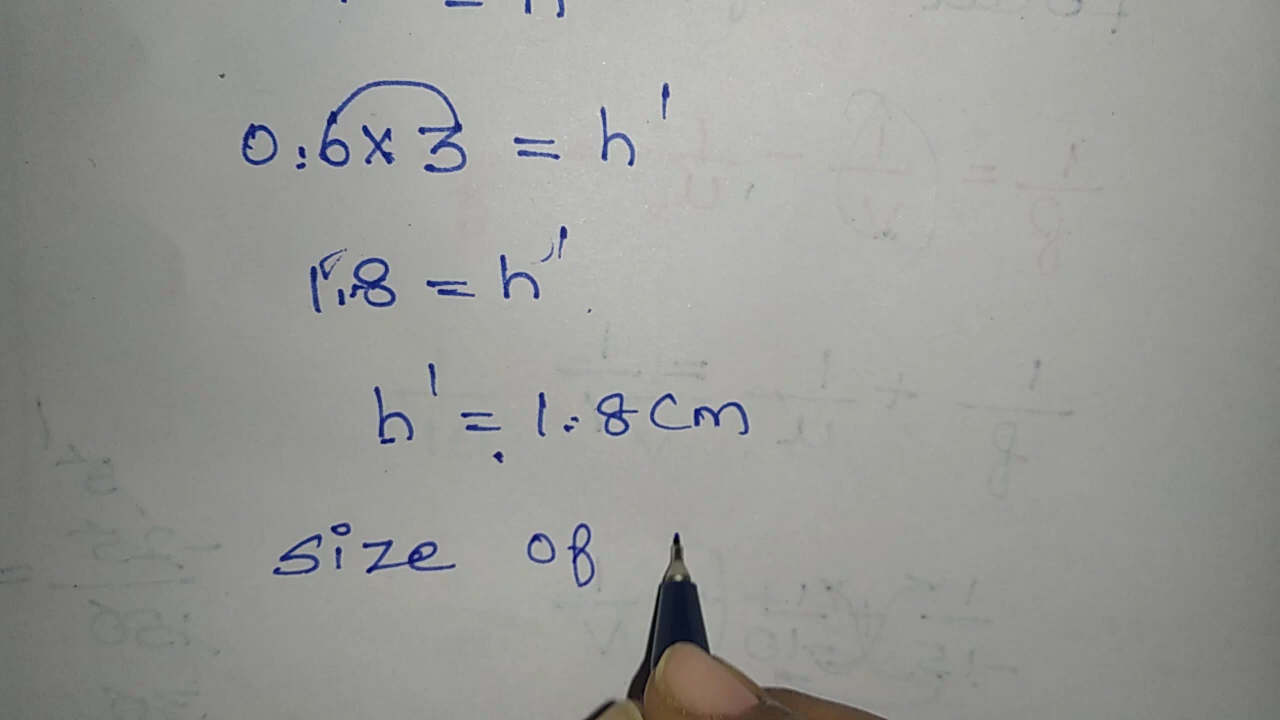 0.6 × 3 = h'
1.8 = h'
h' = 1.8 cm
size of